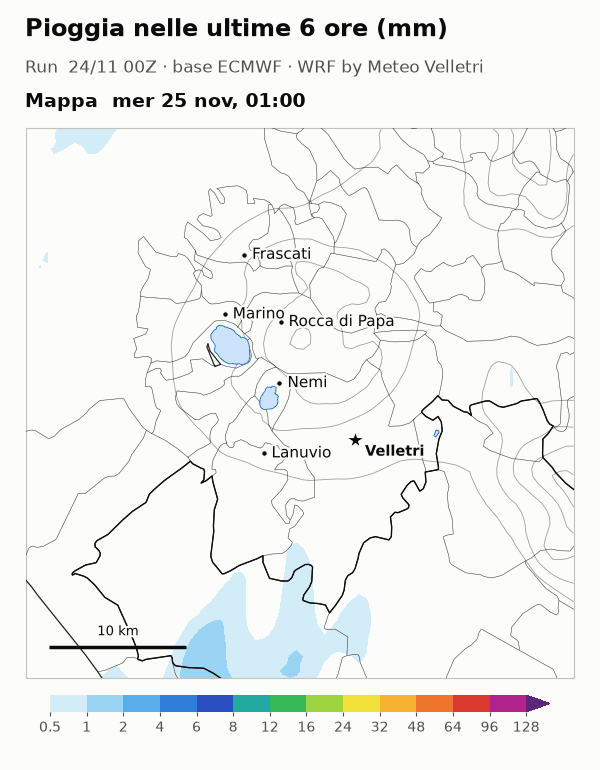 Pioggia nelle ultime 6 ore (mm)
Run  24/11 00Z · base ECMWF · WRF by Meteo Velletri
Mappa  mer 25 nov, 01:00
Frascati
Marino
Rocca di Papa
Nemi
Velletri
Lanuvio
10 km
0.5 1 2 4 6 8 12 16 24 32 48 64 96 128